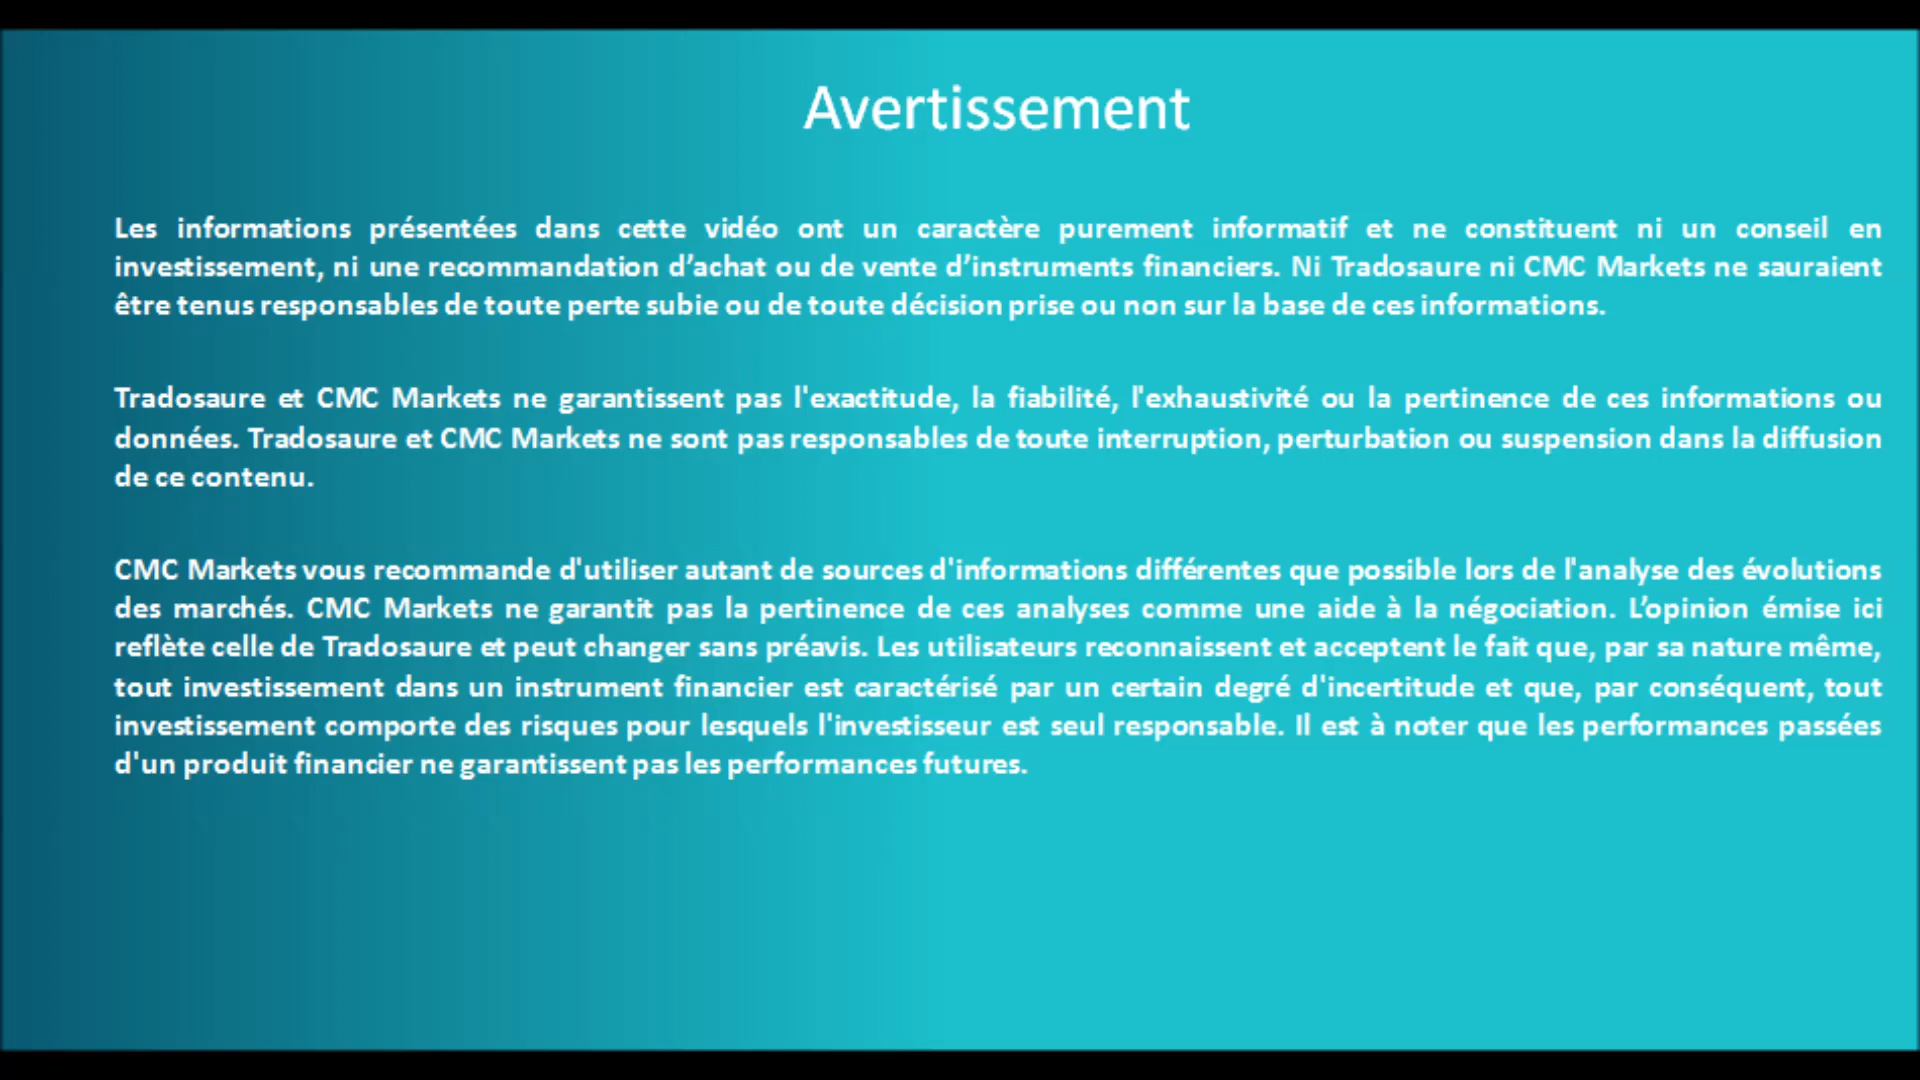 Avertissement
Les informations présentées dans cette vidéo ont un caractère purement informatif et ne constituent ni un conseil en
investissement, ni une recommandation d’achat ou de vente d’instruments financiers. Ni Tradosaure ni CMC Markets ne sauraient
être tenus responsables de toute perte subie ou de toute décision prise ou non sur la base de ces informations.
Tradosaure et CMC Markets ne garantissent pas l'exactitude, la fiabilité, l'exhaustivité ou la pertinence de ces informations ou
données. Tradosaure et CMC Markets ne sont pas responsables de toute interruption, perturbation ou suspension dans la diffusion
de ce contenu.
CMC Markets vous recommande d'utiliser autant de sources d'informations différentes que possible lors de l'analyse des évolutions
des marchés. CMC Markets ne garantit pas la pertinence de ces analyses comme une aide à la négociation. L’opinion émise ici
reflète celle de Tradosaure et peut changer sans préavis. Les utilisateurs reconnaissent et acceptent le fait que, par sa nature même,
tout investissement dans un instrument financier est caractérisé par un certain degré d'incertitude et que, par conséquent, tout
investissement comporte des risques pour lesquels l'investisseur est seul responsable. Il est à noter que les performances passées
d'un produit financier ne garantissent pas les performances futures.